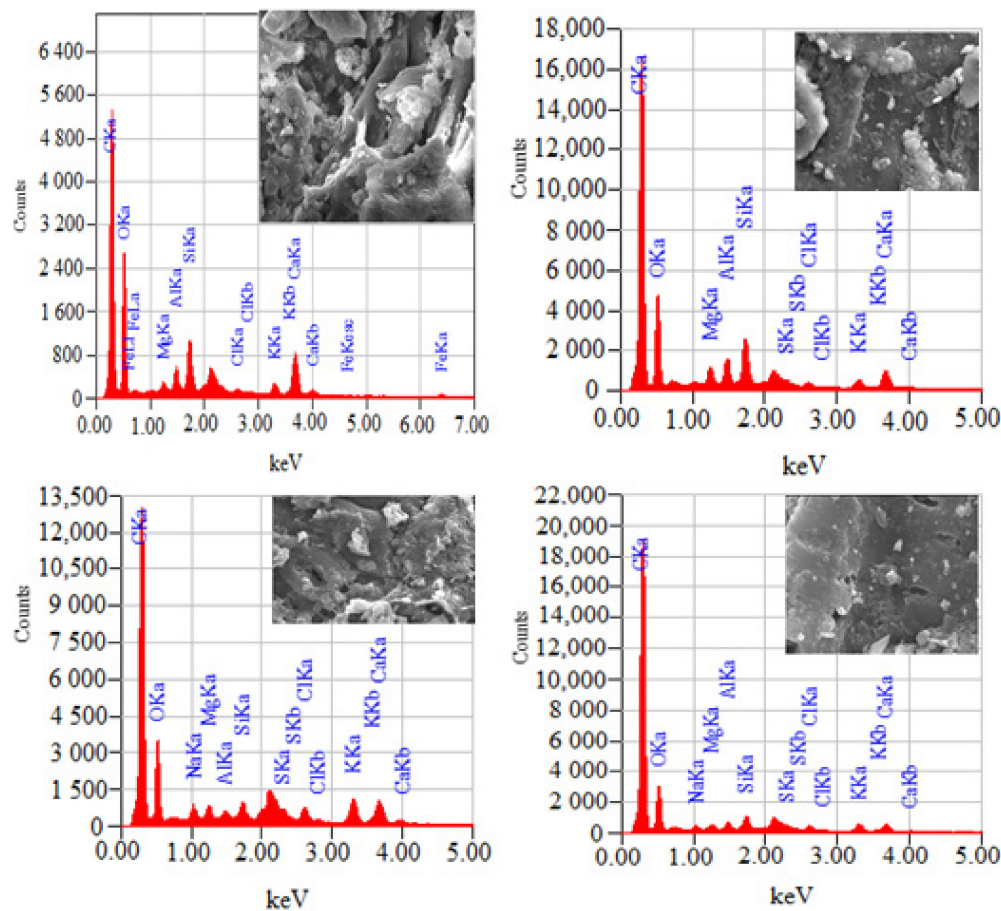 6 400
5 600
4 800
4 000
3 200
2 400
1 600
800
0
Counts
CKa
OKa
FeLl
FeLa
MgKa
AlKa
SiKa
ClKa
ClKb
KKa
KKb
CaKa
CaKb
FeKesc
FeKa
0.00 1.00 2.00 3.00 4.00 5.00 6.00 7.00
keV
18,000
16,000
14,000
12,000
10,000
8 000
6 000
4 000
2 000
0
Counts
CKa
OKa
MgKa
AlKa
SiKa
SKa
SKb
ClKa
ClKb
KKa
KKb
CaKa
CaKb
0.00 1.00 2.00 3.00 4.00 5.00
keV
13,500
12,000
10,500
9 000
7 500
6 000
4 500
3 000
1 500
0
Counts
CKa
OKa
NaKa
MgKa
AlKa
SiKa
SKa
SKb
ClKa
ClKb
KKa
KKb
CaKa
CaKb
0.00 1.00 2.00 3.00 4.00 5.00
keV
22,000
20,000
18,000
16,000
14,000
12,000
10,000
8 000
6 000
4 000
2 000
0
Counts
CKa
OKa
NaKa
MgKa
AlKa
SiKa
SKa
SKb
ClKa
ClKb
KKa
KKb
CaKa
CaKb
0.00 1.00 2.00 3.00 4.00 5.00
keV